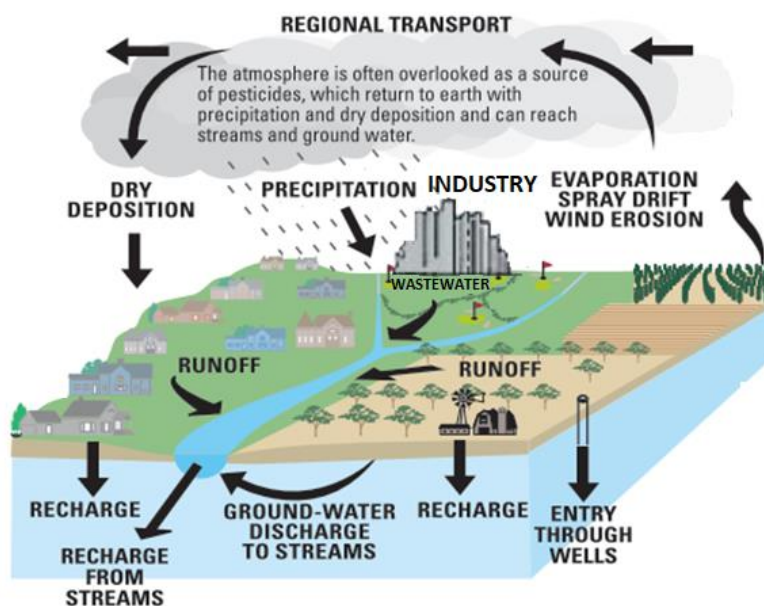 REGIONAL TRANSPORT
The atmosphere is often overlooked as a source
of pesticides, which return to earth with
precipitation and dry deposition and can reach
streams and ground water.
DRY
DEPOSITION
PRECIPITATION
INDUSTRY
EVAPORATION
SPRAY DRIFT
WIND EROSION
WASTEWATER
RUNOFF
RUNOFF
RECHARGE
RECHARGE
FROM
STREAMS
GROUND-WATER
DISCHARGE
TO STREAMS
RECHARGE
ENTRY
THROUGH
WELLS